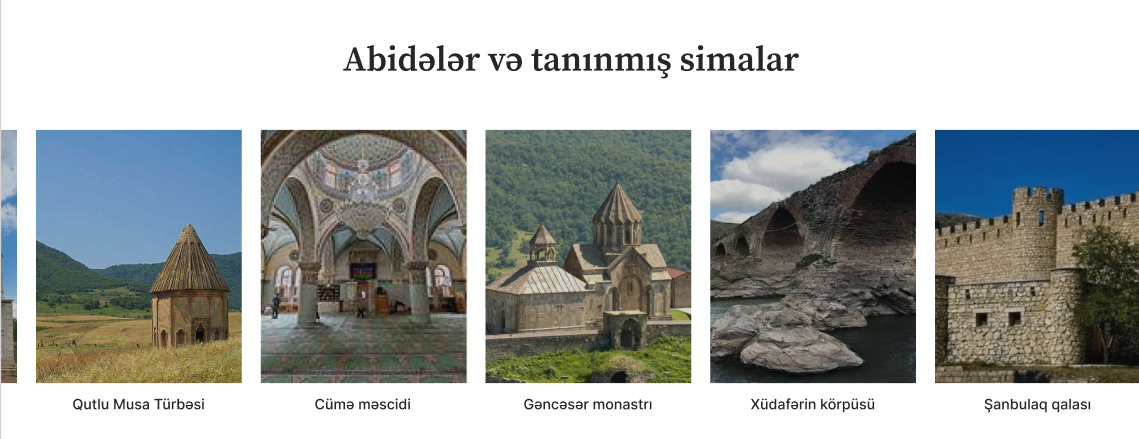 Abidələr və tanınmış simalar
Qutlu Musa Türbəsi
Cümə məscidi
Gəncəsər monastrı
Xüdafərin körpüsü
Şanbulaq qalası